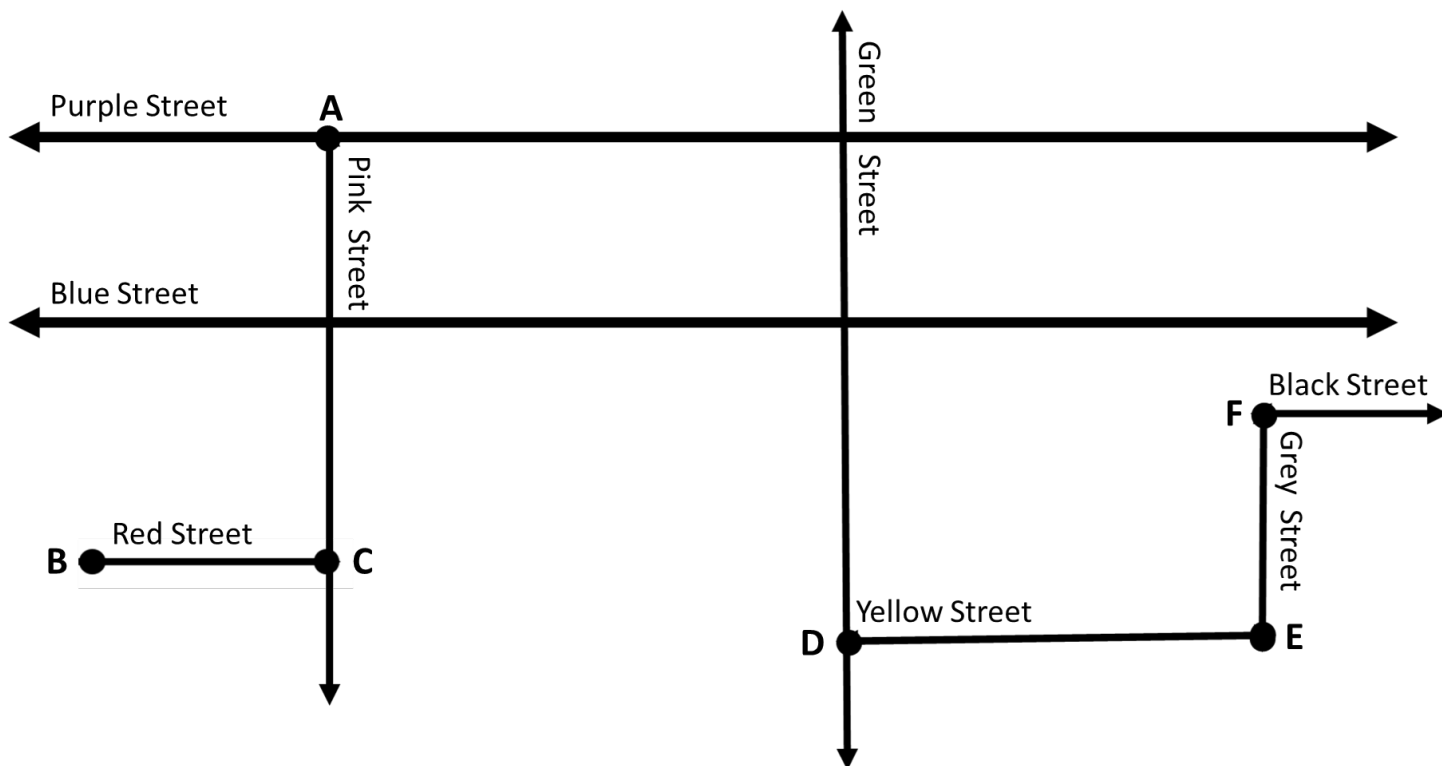 Green Street
Purple Street
A
Pink Street
Blue Street
Black Street
F
Grey Street
Red Street
B
C
Yellow Street
D
E